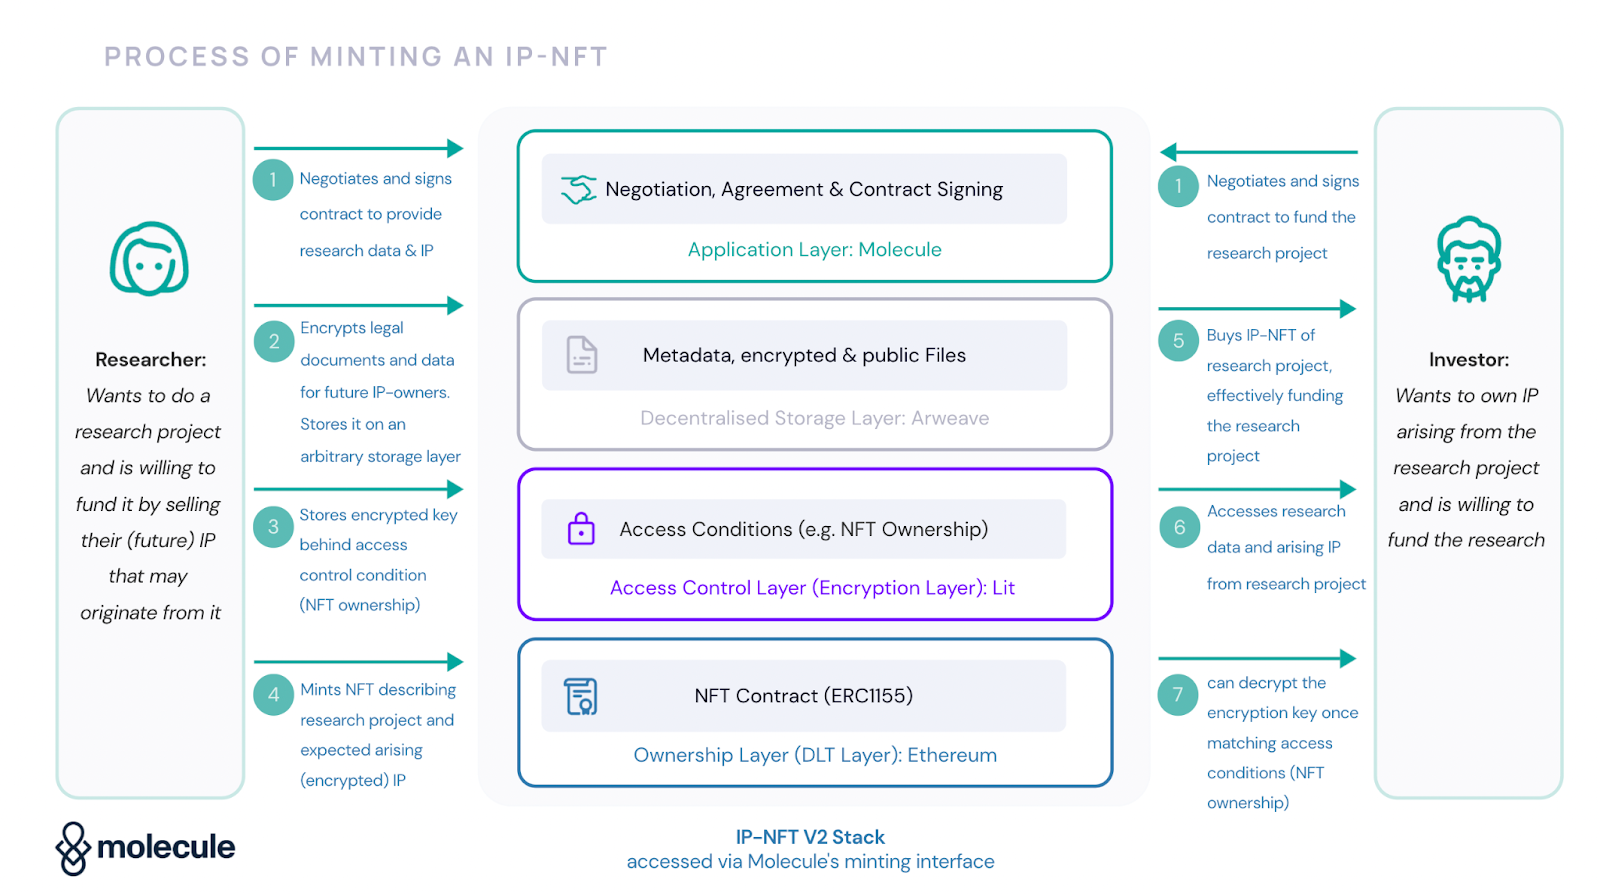 PROCESS OF MINTING AN IP-NFT
Researcher:
Wants to do a
research project
and is willing to
fund it by selling
their (future) IP
that may
originate from it
1
Negotiates and signs
contract to provide
research data & IP
2
Encrypts legal
documents and data
for future IP-owners.
Stores it on an
arbitrary storage layer
3
Stores encrypted key
behind access
control condition
(NFT ownership)
4
Mints NFT describing
research project and
expected arising
(encrypted) IP
Negotiation, Agreement & Contract Signing
Application Layer: Molecule
Metadata, encrypted & public Files
Decentralised Storage Layer: Arweave
Access Conditions (e.g. NFT Ownership)
Access Control Layer (Encryption Layer): Lit
NFT Contract (ERC1155)
Ownership Layer (DLT Layer): Ethereum
1
Negotiates and signs
contract to fund the
research project
5
Buys IP-NFT of
research project,
effectively funding
the research
project
6
Accesses research
data and arising IP
from research project
7
can decrypt the
encryption key once
matching access
conditions (NFT
ownership)
Investor:
Wants to own IP
arising from the
research project
and is willing to
fund the research
molecule
IP-NFT V2 Stack
accessed via Molecule's minting interface